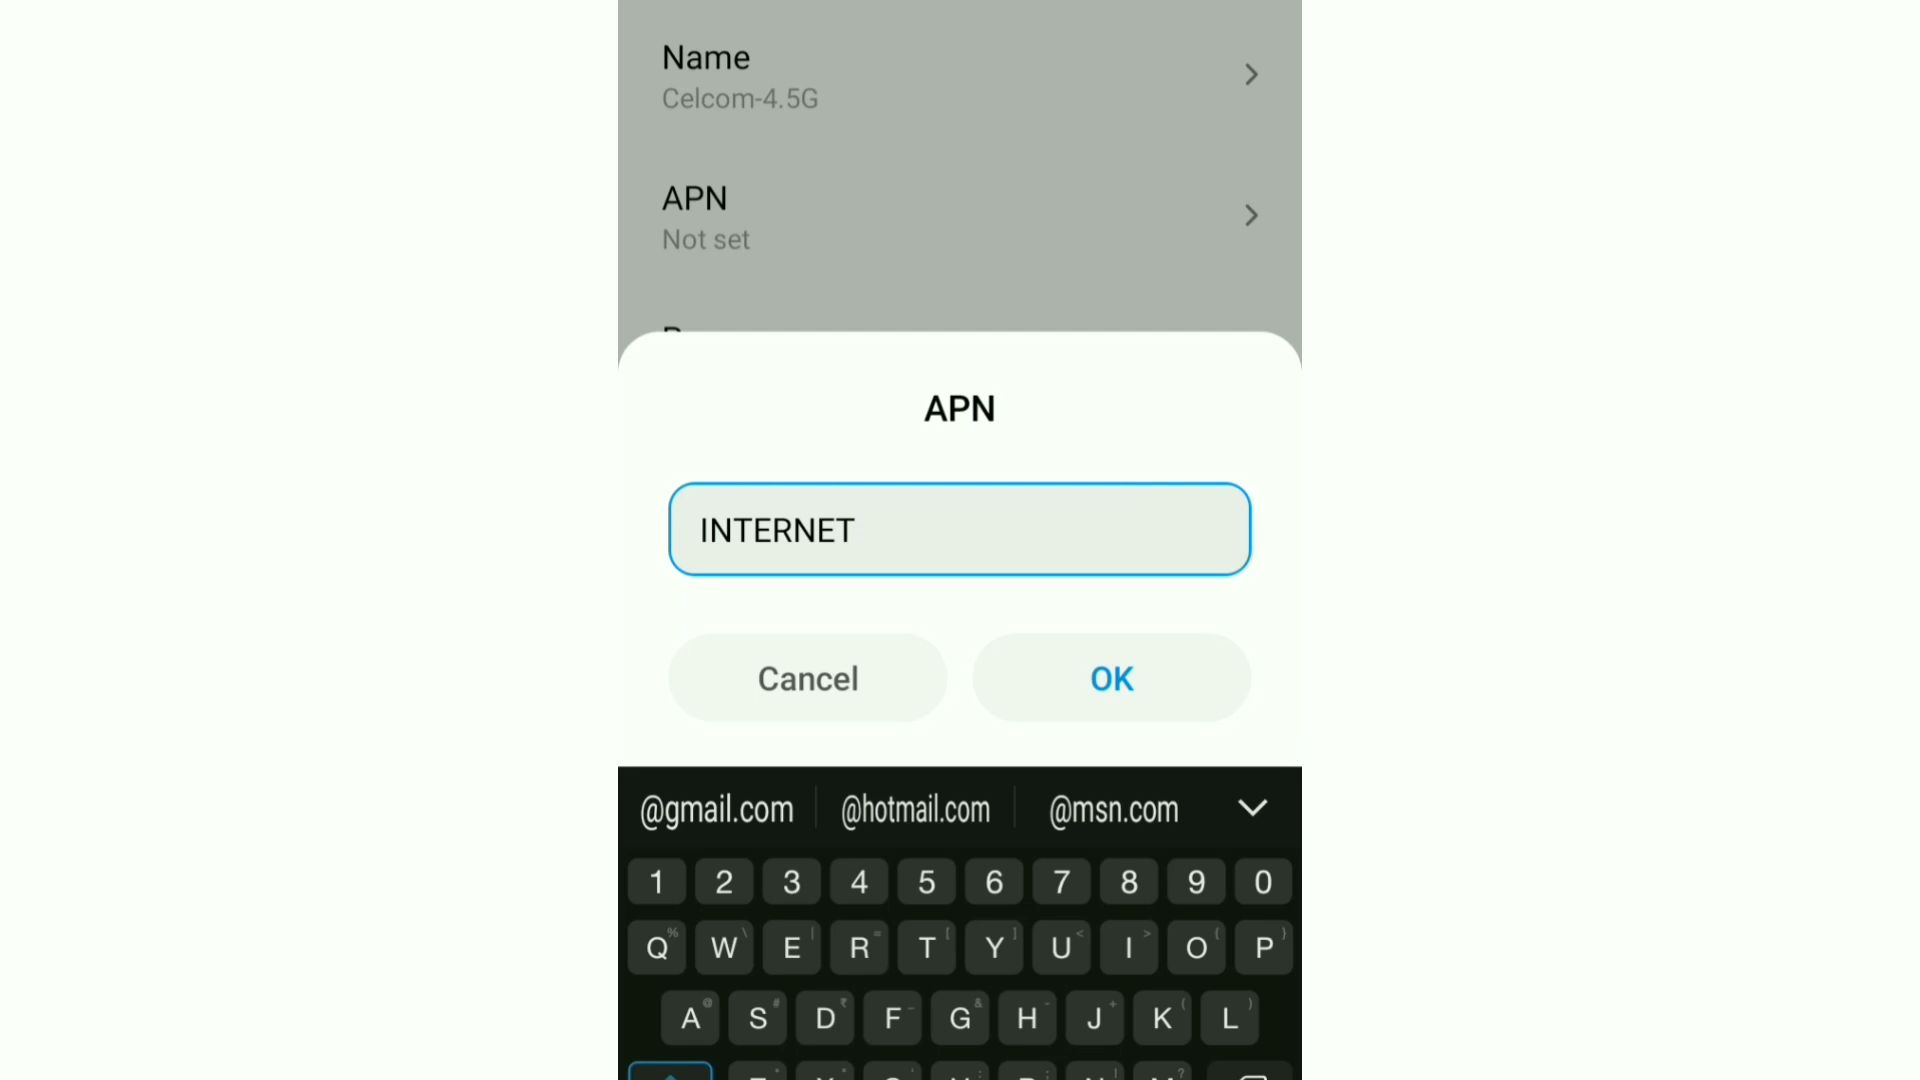 Name
Celcom-4.5G
APN
Not set
APN
INTERNET
Cancel OK
@gmail.com @hotmail.com @msn.com
1 2 3 4 5 6 7 8 9 0
Q% W\ E| R= T[ Y] U< I> O{ P}
A@ S# D₹ F_ G& H- J+ K( L)